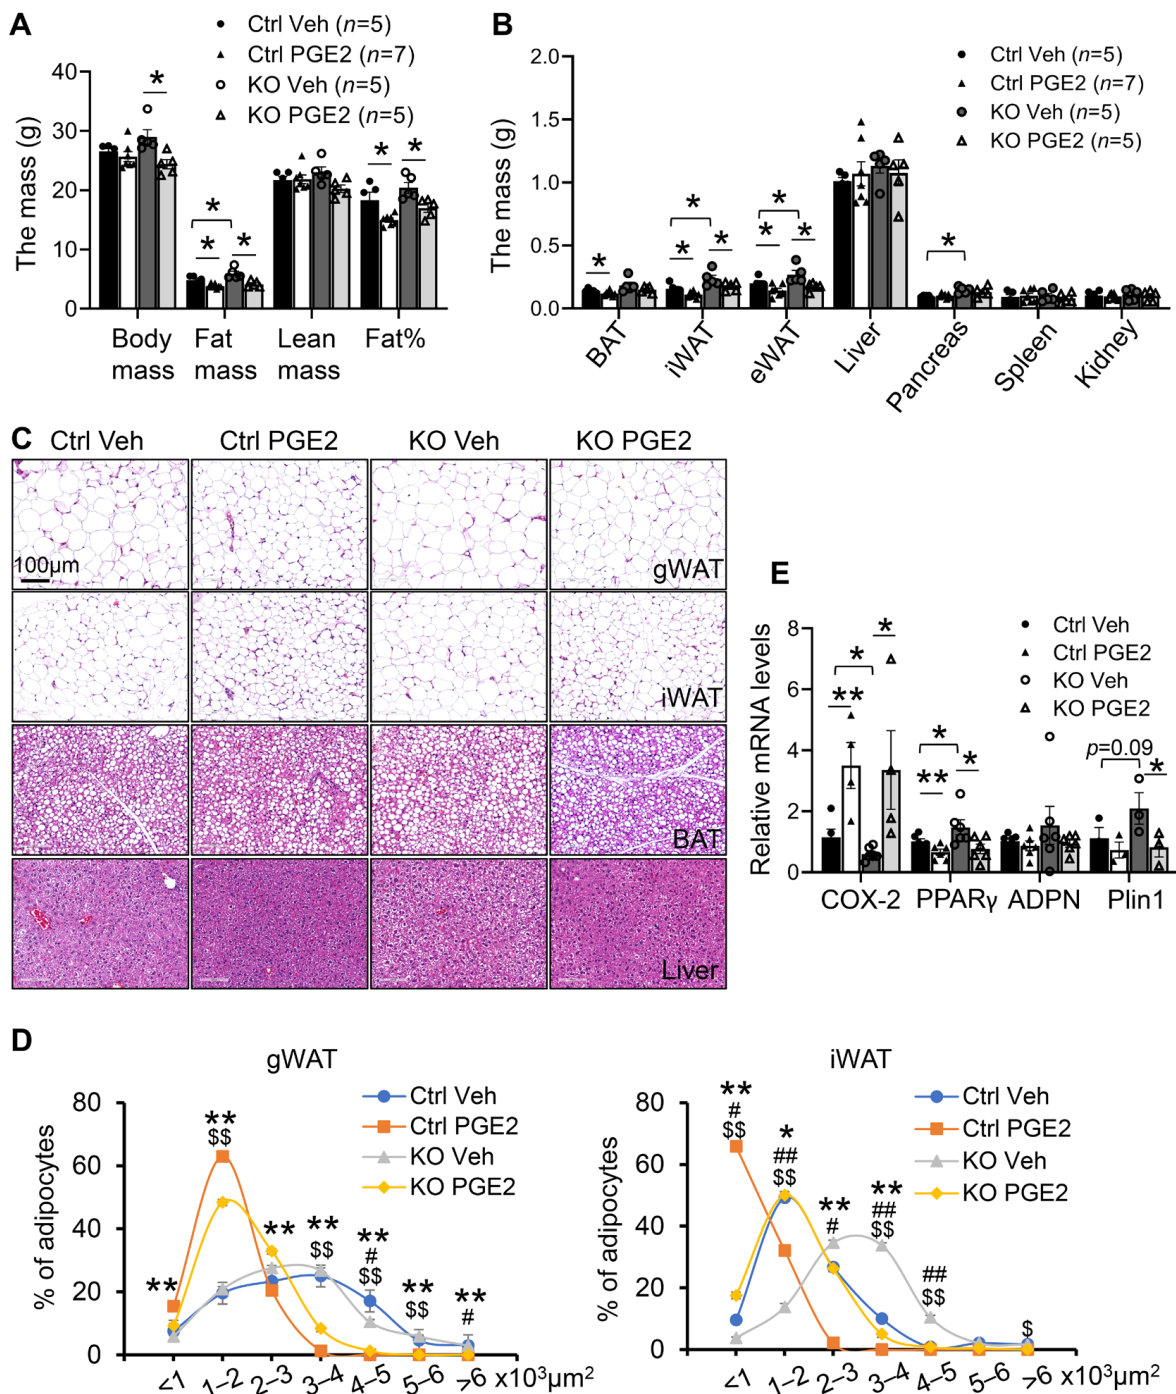 A
Ctrl Veh (n=5)
Ctrl PGE2 (n=7)
KO Veh (n=5)
KO PGE2 (n=5)
The mass (g)
40
30
20
10
0
*
*
*
*
*
*
Body mass
Fat mass
Lean mass
Fat%
B
Ctrl Veh (n=5)
Ctrl PGE2 (n=7)
KO Veh (n=5)
KO PGE2 (n=5)
The mass (g)
2.0
1.5
1.0
0.5
0.0
*
*
*
*
*
*
*
*
BAT
iWAT
eWAT
Liver
Pancreas
Spleen
Kidney
C
Ctrl Veh
Ctrl PGE2
KO Veh
KO PGE2
100µm
gWAT
iWAT
BAT
Liver
E
Ctrl Veh
Ctrl PGE2
KO Veh
KO PGE2
Relative mRNA levels
8
6
4
2
0
*
*
**
*
**
*
p=0.09
*
COX-2
PPARγ
ADPN
Plin1
D
gWAT
Ctrl Veh
Ctrl PGE2
KO Veh
KO PGE2
% of adipocytes
80
60
40
20
0
**
**
$$
**
**
$$
**
#
$$
**
$$
**
#
<1
1–2
2–3
3–4
4–5
5–6
>6
x10³µm²
iWAT
Ctrl Veh
Ctrl PGE2
KO Veh
KO PGE2
% of adipocytes
80
60
40
20
0
**
#
$$
*
##
$$
**
#
**
##
$$
##
$$
$
<1
1–2
2–3
3–4
4–5
5–6
>6
x10³µm²